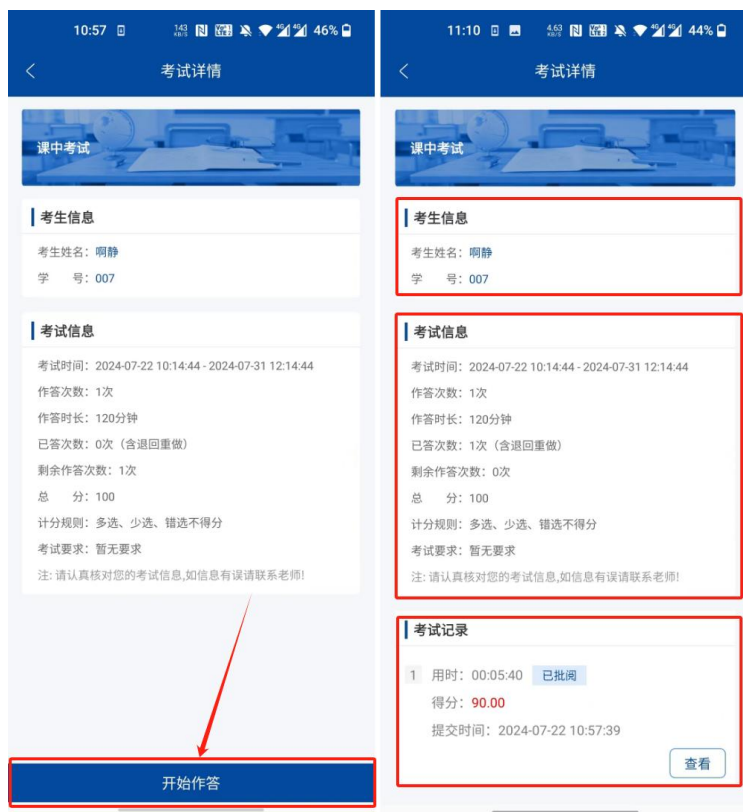 10:57
143 KB/S
46%
考试详情
课中考试
考生信息
考生姓名：啊静
学 号：007
考试信息
考试时间：2024-07-22 10:14:44 - 2024-07-31 12:14:44
作答次数：1次
作答时长：120分钟
已答次数：0次（含退回重做）
剩余作答次数：1次
总 分：100
计分规则：多选、少选、错选不得分
考试要求：暂无要求
注: 请认真核对您的考试信息,如信息有误请联系老师!
开始作答
11:10
4.63 KB/S
44%
考试详情
课中考试
考生信息
考生姓名：啊静
学 号：007
考试信息
考试时间：2024-07-22 10:14:44 - 2024-07-31 12:14:44
作答次数：1次
作答时长：120分钟
已答次数：1次（含退回重做）
剩余作答次数：0次
总 分：100
计分规则：多选、少选、错选不得分
考试要求：暂无要求
注: 请认真核对您的考试信息,如信息有误请联系老师!
考试记录
1 用时：00:05:40 已批阅
得分：90.00
提交时间：2024-07-22 10:57:39
查看